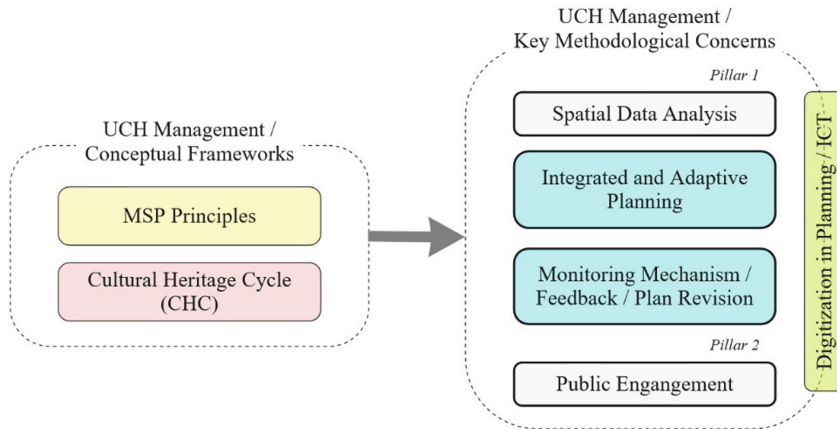 UCH Management /
Conceptual Frameworks
MSP Principles
Cultural Heritage Cycle
(CHC)
UCH Management /
Key Methodological Concerns
Pillar 1
Spatial Data Analysis
Integrated and Adaptive
Planning
Monitoring Mechanism /
Feedback / Plan Revision
Pillar 2
Public Engangement
Digitization in Planning / ICT